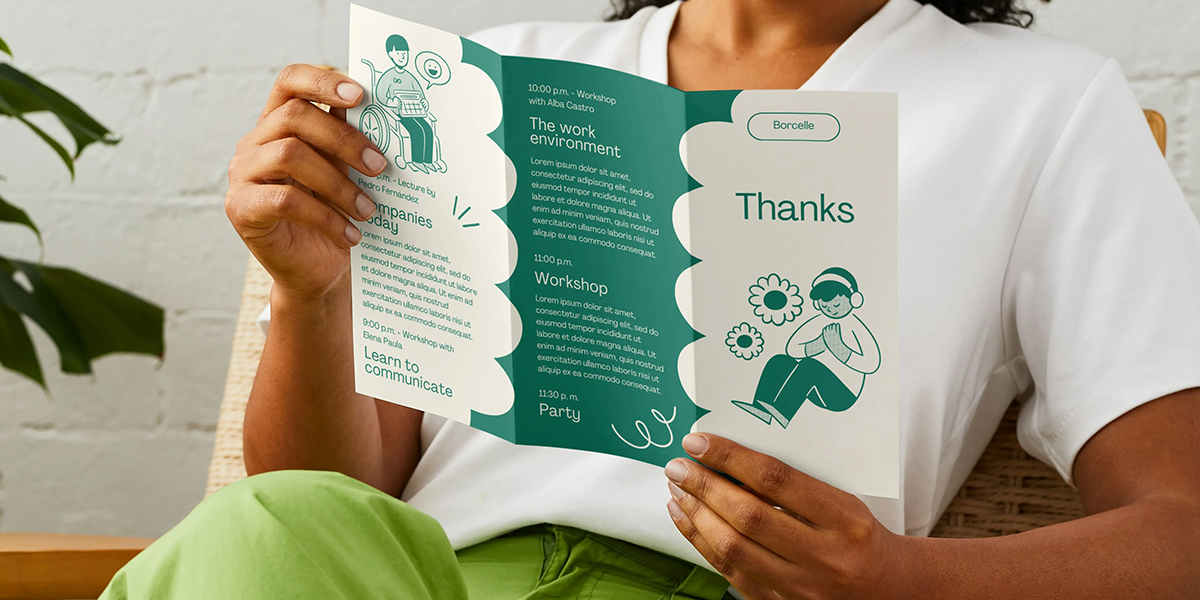 p.m. - Lecture by
Pedro Fernández
ompanies
oday
orem ipsum dolor sit amet,
consectetur adipiscing elit, sed do
eiusmod tempor incididunt ut labore
et dolore magna aliqua. Ut enim ad
minim veniam, quis nostrud
exercitation ullamco laboris nisi ut
aliquip ex ea commodo consequat.
9:00 p.m. - Workshop with
Elena Paula
Learn to
communicate
10:00 p.m. - Workshop
with Alba Castro
The work
environment
Lorem ipsum dolor sit amet,
consectetur adipiscing elit, sed do
eiusmod tempor incididunt ut labore
et dolore magna aliqua. Ut
enim ad minim veniam, quis nostrud
exercitation ullamco laboris nisi ut
aliquip ex ea commodo consequat.
11:00 p.m.
Workshop
Lorem ipsum dolor sit amet,
consectetur adipiscing elit, sed do
eiusmod tempor incididunt ut labore
et dolore magna aliqua. Ut
enim ad minim veniam, quis nostrud
exercitation ullamco laboris nisi ut
aliquip ex ea commodo consequat.
11:30 p. m.
Party
Borcelle
Thanks